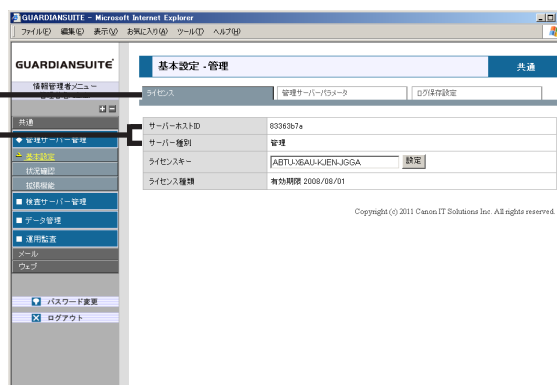 GUARDIANSUITE - Microsoft Internet Explorer
ファイル(F) 編集(E) 表示(V) お気に入り(A) ツール(T) ヘルプ(H)
GUARDIANSUITE
基本設定 - 管理
共通
情報管理者メニュー
ライセンス
管理サーバーパラメータ
ログ保存設定
共通
サーバーホストID
83363b7a
管理サーバー管理
サーバー種別
管理
基本設定
ライセンスキー
ABTU-X6AU-KJEN-JGGA
設定
状況確認
ライセンス種類
有効期限 2008/08/01
拡張機能
検査サーバー管理
Copyright (c) 2011 Canon IT Solutions Inc. All rights reserved.
データ管理
運用監査
メール
ウェブ
パスワード変更
ログアウト